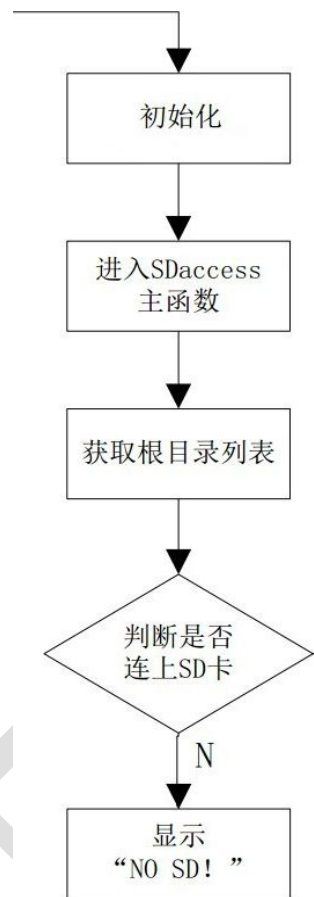 初始化
进入SDaccess
主函数
获取根目录列表
判断是否
连上SD卡
N
显示
“NO SD！”